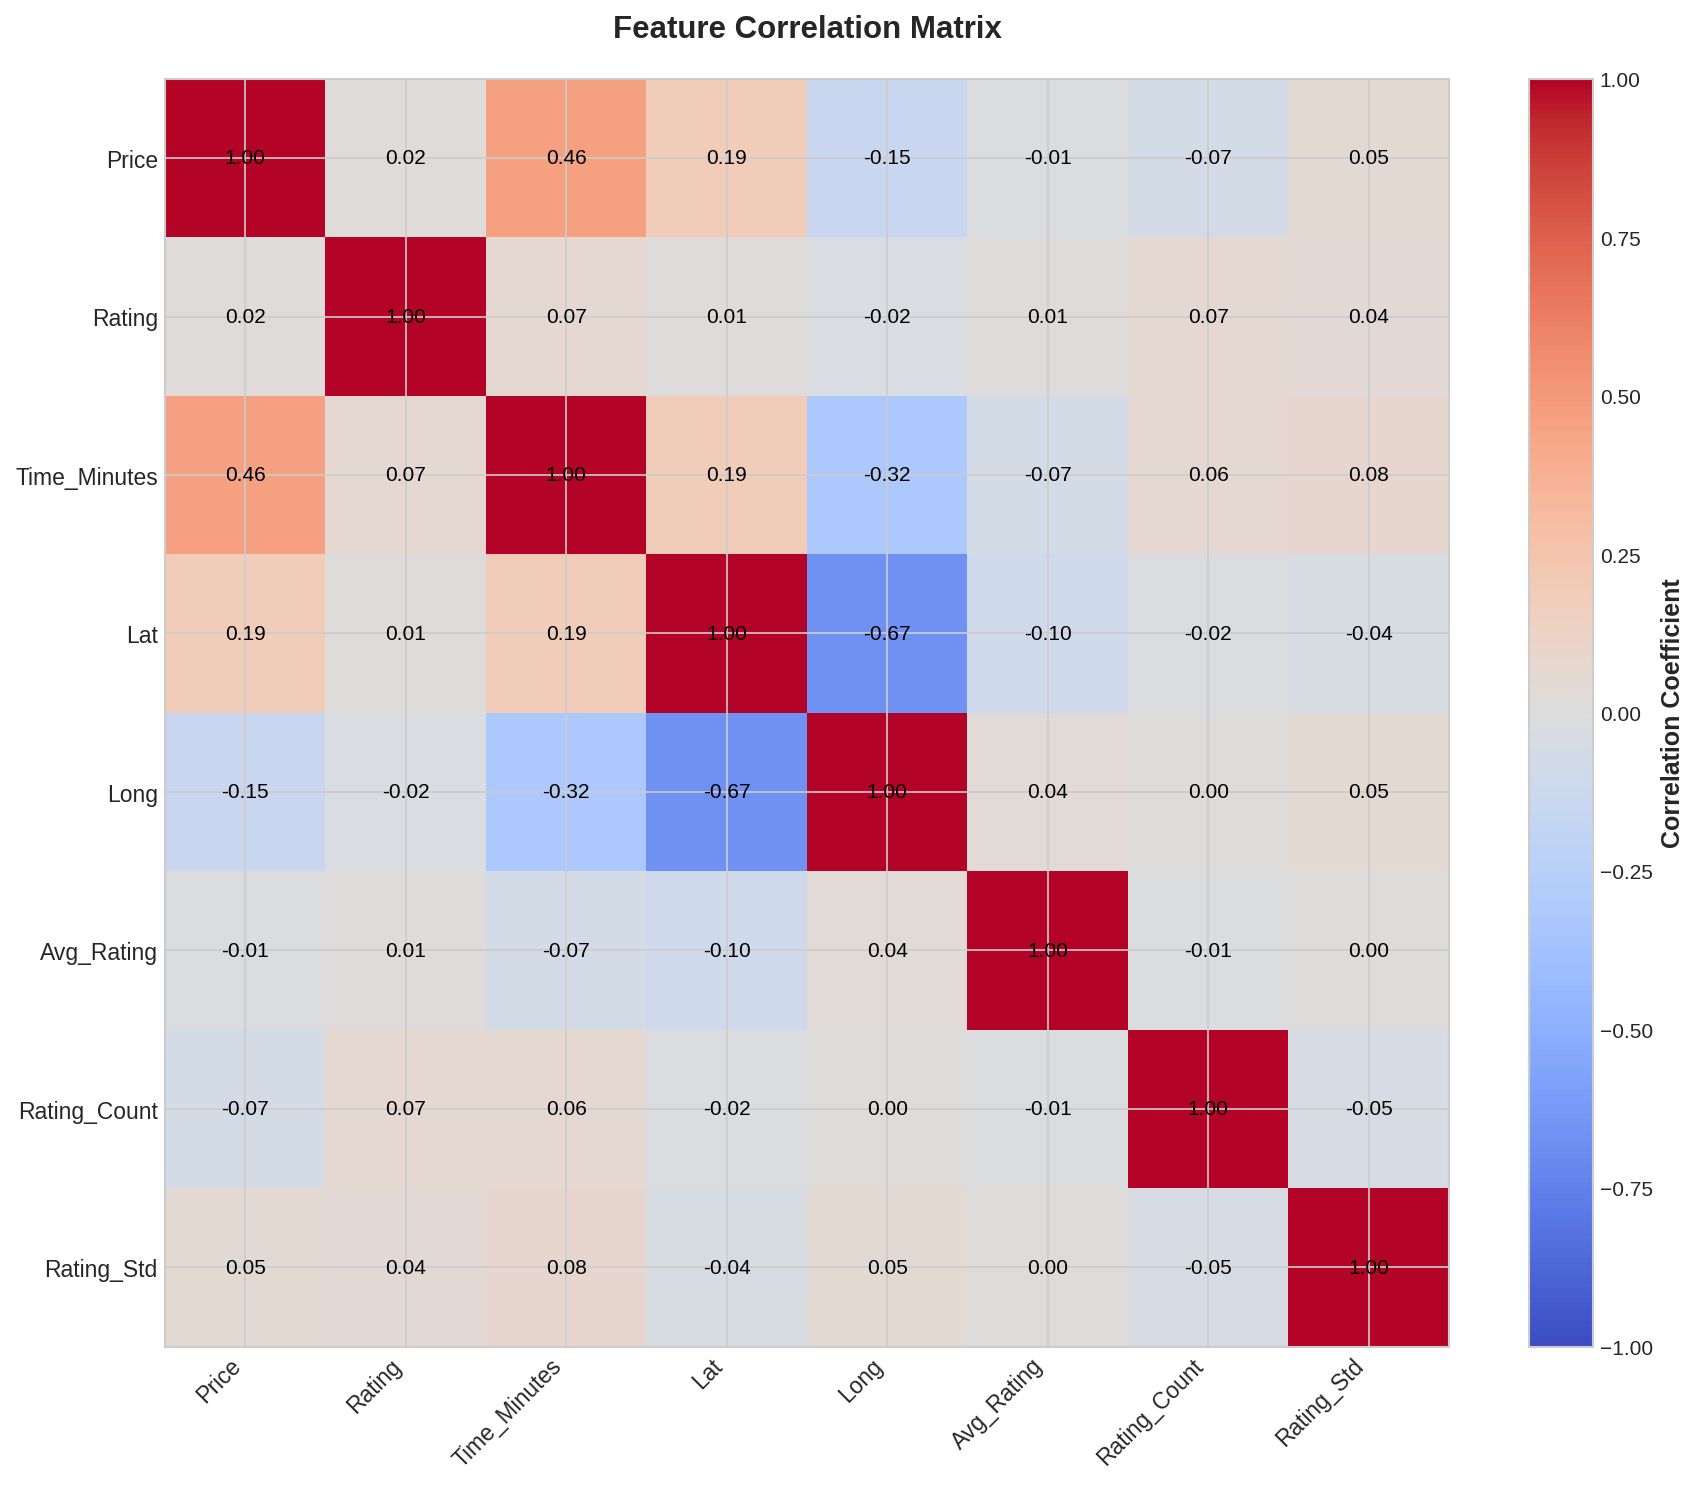 Feature Correlation Matrix
Price 1.00 0.02 0.46 0.19 -0.15 -0.01 -0.07 0.05
Rating 0.02 1.00 0.07 0.01 -0.02 0.01 0.07 0.04
Time_Minutes 0.46 0.07 1.00 0.19 -0.32 -0.07 0.06 0.08
Lat 0.19 0.01 0.19 1.00 -0.67 -0.10 -0.02 -0.04
Long -0.15 -0.02 -0.32 -0.67 1.00 0.04 0.00 0.05
Avg_Rating -0.01 0.01 -0.07 -0.10 0.04 1.00 -0.01 0.00
Rating_Count -0.07 0.07 0.06 -0.02 0.00 -0.01 1.00 -0.05
Rating_Std 0.05 0.04 0.08 -0.04 0.05 0.00 -0.05 1.00
Price Rating Time_Minutes Lat Long Avg_Rating Rating_Count Rating_Std
1.00
0.75
0.50
0.25
0.00
−0.25
−0.50
−0.75
−1.00
Correlation Coefficient